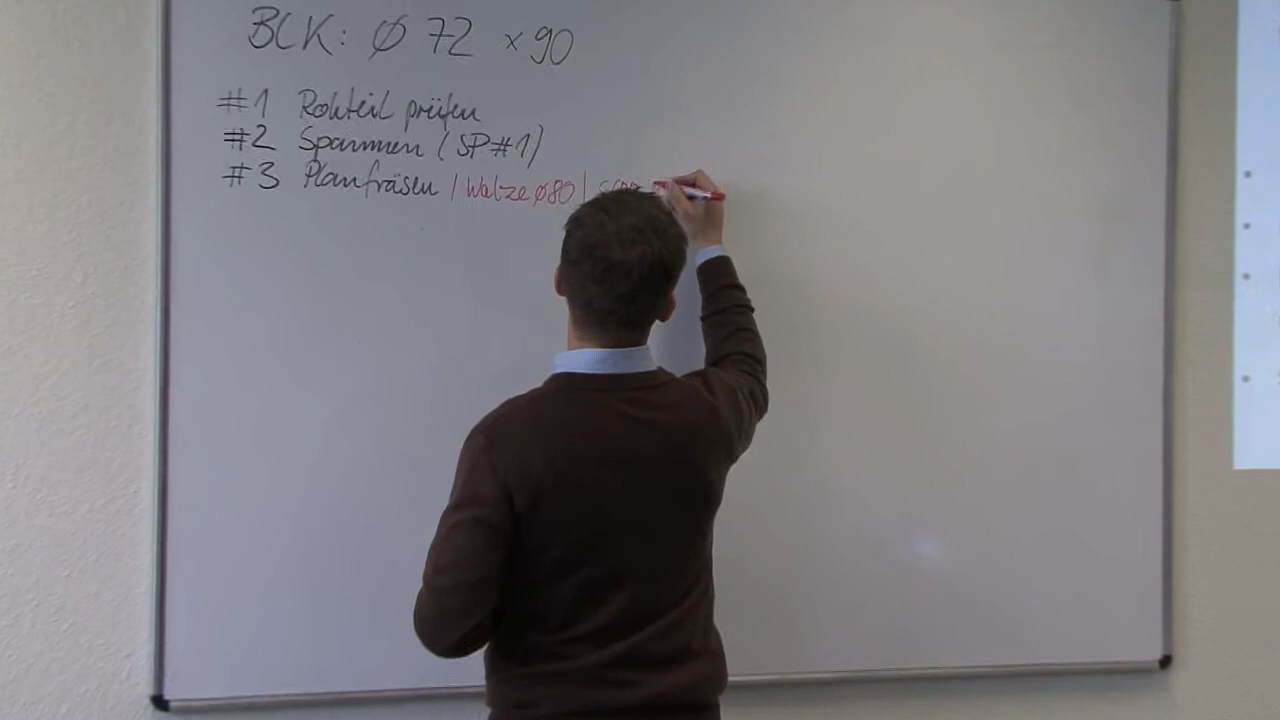 BLK: Ø 72 x 90
#1 Rohteil prüfen
#2 Spannen (SP#1)
#3 Planfräsen | Walze ø80 |